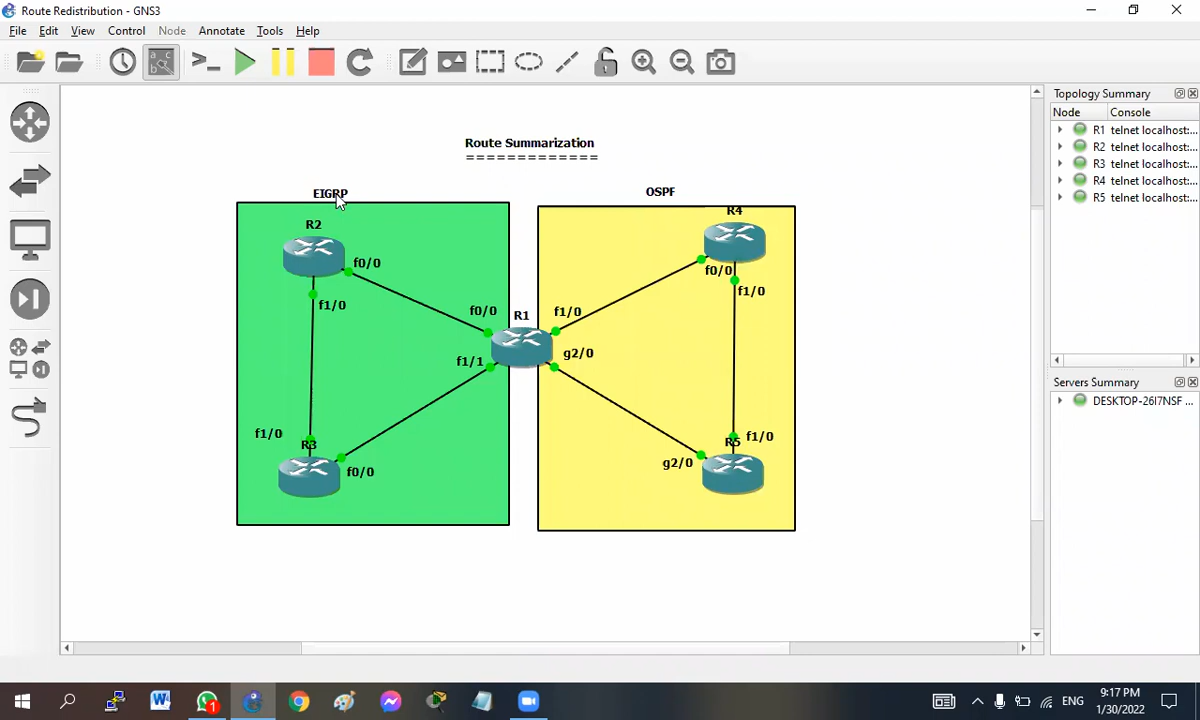 Route Redistribution - GNS3
File Edit View Control Node Annotate Tools Help
Topology Summary
Node Console
R1 telnet localhost:...
R2 telnet localhost:...
R3 telnet localhost:...
R4 telnet localhost:...
R5 telnet localhost:...
Servers Summary
DESKTOP-26I7NSF ...
Route Summarization
=============
EIGRP
OSPF
R2
f0/0
f1/0
R4
f0/0
f1/0
f0/0
R1
f1/0
f1/1
g2/0
f1/0
R3
f0/0
f1/0
R5
g2/0
1
ENG
9:17 PM
1/30/2022